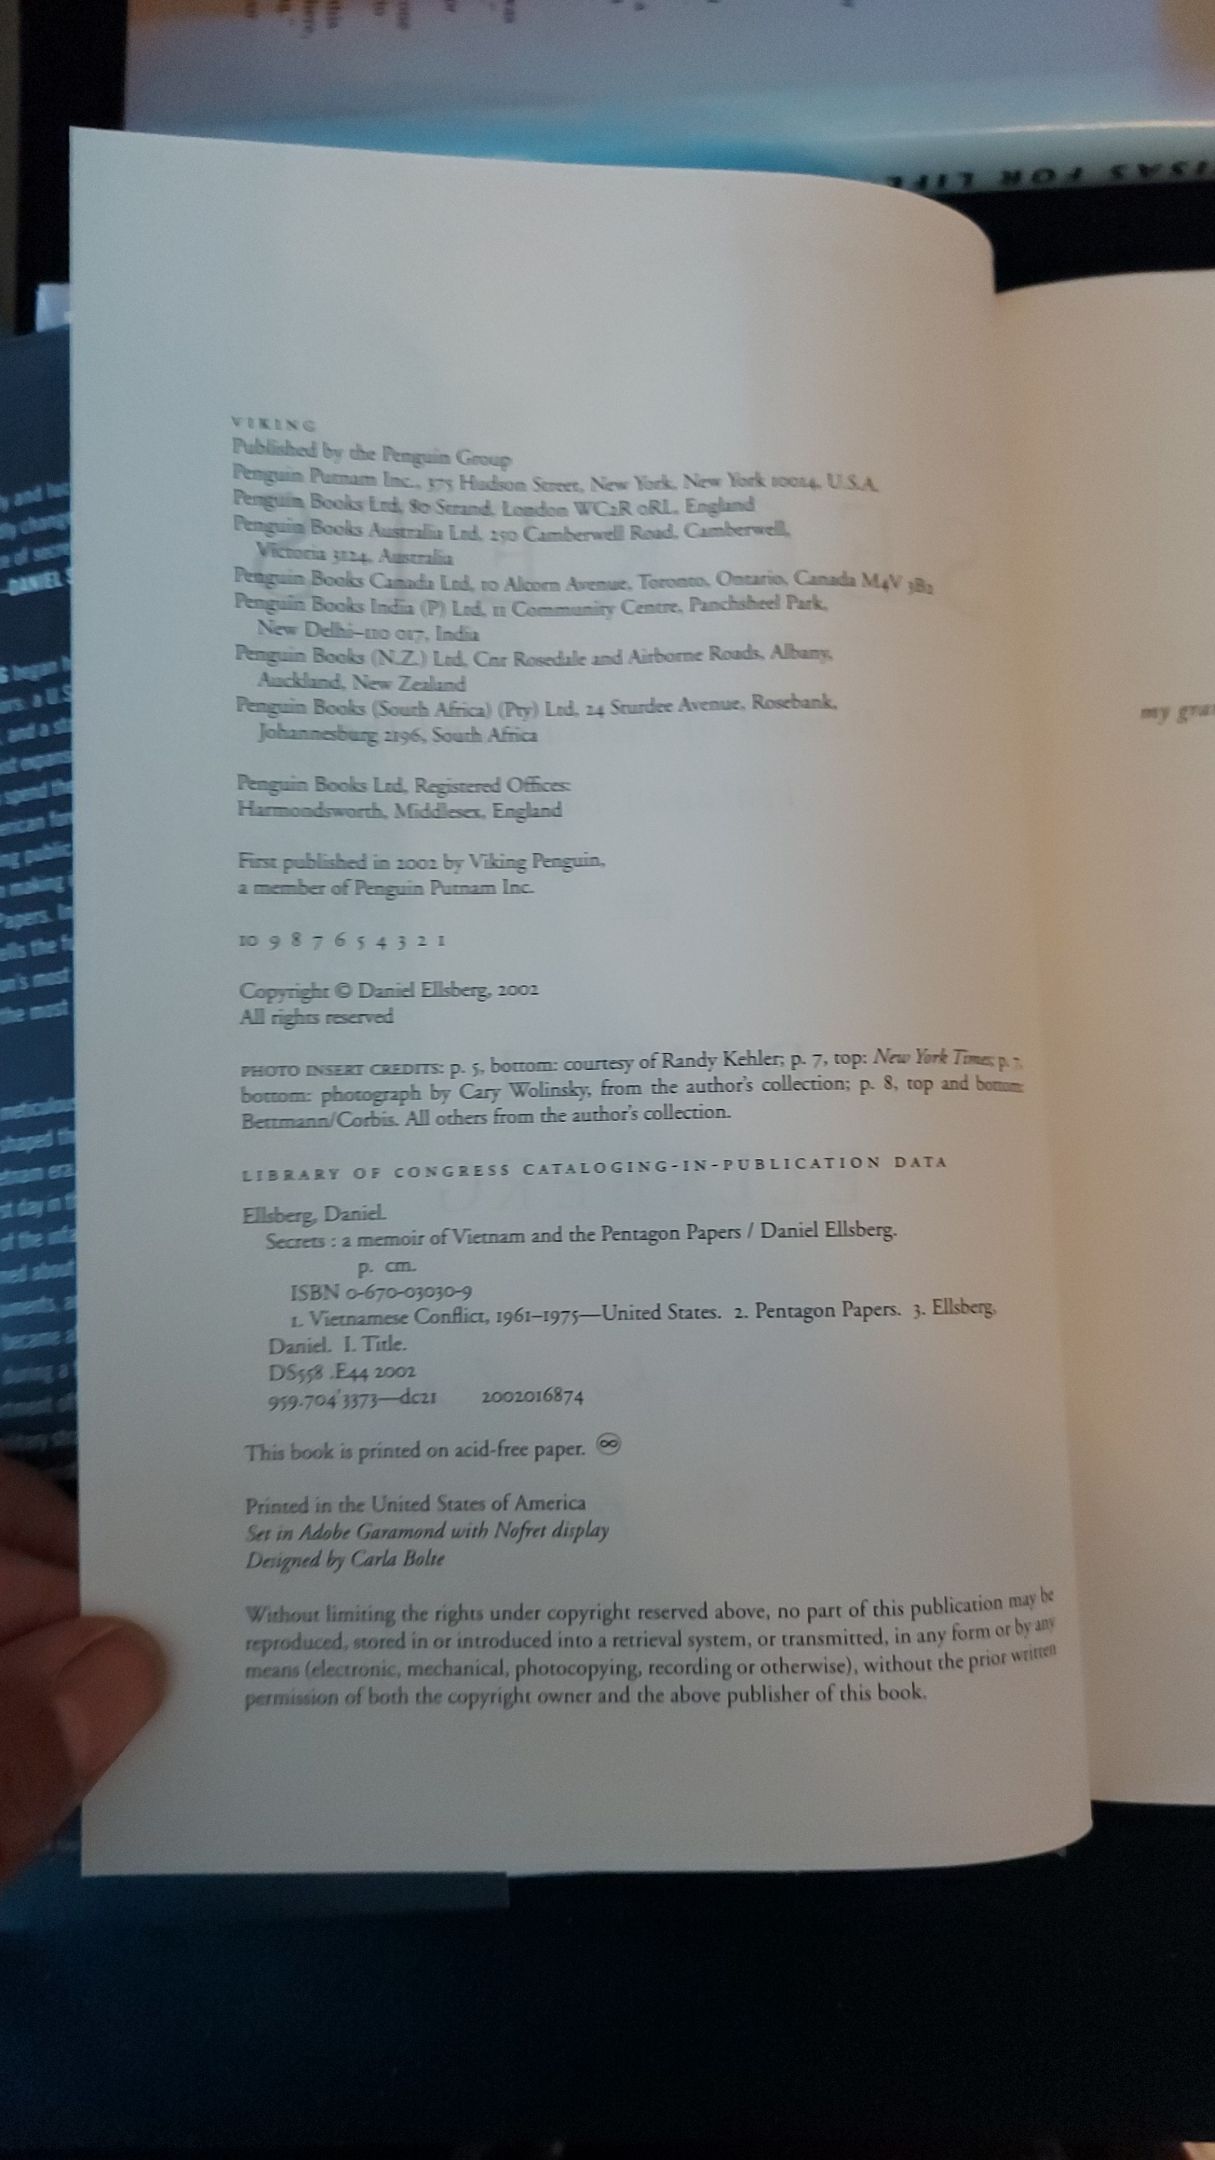 ISAS FOR LIFE
VIKING
Published by the Penguin Group
Penguin Putnam Inc., 375 Hudson Street, New York, New York 10014, U.S.A.
Penguin Books Ltd, 80 Strand, London WC2R 0RL, England
Penguin Books Australia Ltd, 250 Camberwell Road, Camberwell,
Victoria 3124, Australia
Penguin Books Canada Ltd, 10 Alcorn Avenue, Toronto, Ontario, Canada M4V 3B2
Penguin Books India (P) Ltd, 11 Community Centre, Panchsheel Park,
New Delhi–110 017, India
Penguin Books (N.Z.) Ltd, Cnr Rosedale and Airborne Roads, Albany,
Auckland, New Zealand
Penguin Books (South Africa) (Pty) Ltd, 24 Sturdee Avenue, Rosebank,
Johannesburg 2196, South Africa
Penguin Books Ltd, Registered Offices:
Harmondsworth, Middlesex, England
First published in 2002 by Viking Penguin,
a member of Penguin Putnam Inc.
10 9 8 7 6 5 4 3 2 1
Copyright © Daniel Ellsberg, 2002
All rights reserved
PHOTO INSERT CREDITS: p. 5, bottom: courtesy of Randy Kehler; p. 7, top: New York Times; p. 7,
bottom: photograph by Cary Wolinsky, from the author's collection; p. 8, top and bottom:
Bettmann/Corbis. All others from the author's collection.
LIBRARY OF CONGRESS CATALOGING-IN-PUBLICATION DATA
Ellsberg, Daniel.
Secrets : a memoir of Vietnam and the Pentagon Papers / Daniel Ellsberg.
p. cm.
ISBN 0-670-03030-9
1. Vietnamese Conflict, 1961–1975—United States. 2. Pentagon Papers. 3. Ellsberg,
Daniel. I. Title.
DS558 .E44 2002
959.704'3373—dc21 2002016874
This book is printed on acid-free paper. ∞
Printed in the United States of America
Set in Adobe Garamond with Nofret display
Designed by Carla Bolte
Without limiting the rights under copyright reserved above, no part of this publication may be
reproduced, stored in or introduced into a retrieval system, or transmitted, in any form or by any
means (electronic, mechanical, photocopying, recording or otherwise), without the prior written
permission of both the copyright owner and the above publisher of this book.
my gra